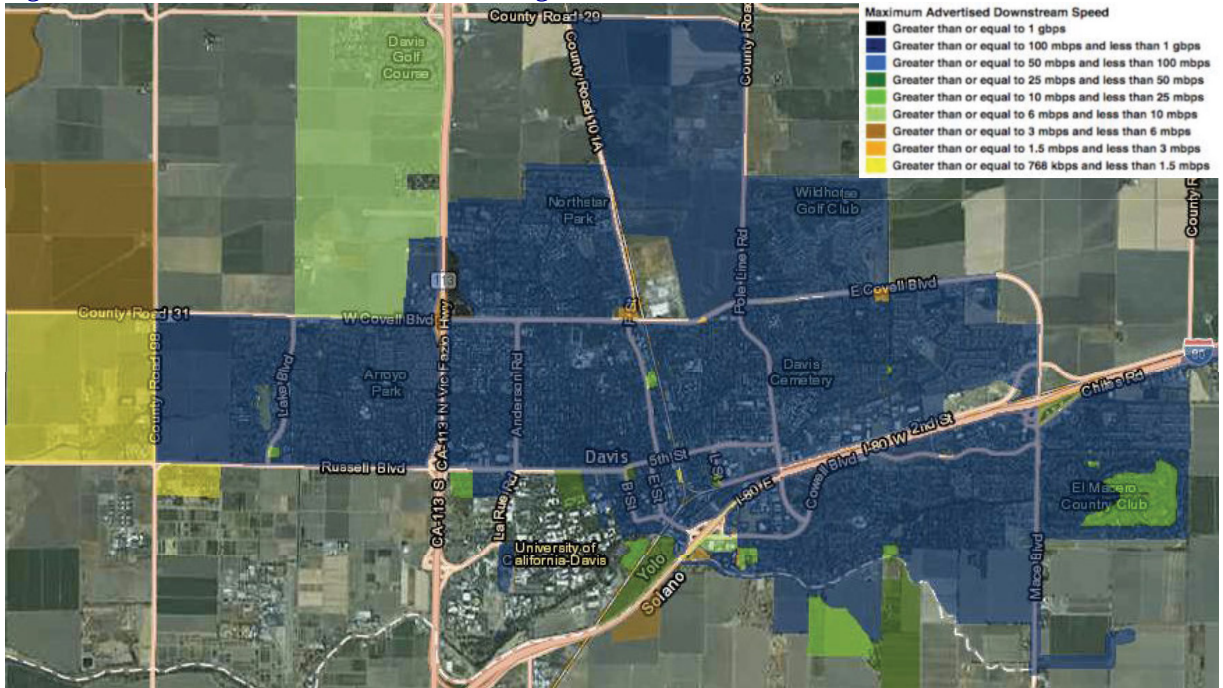 County Road 29
County Road
Davis
Golf
Course
County Road 101A
Maximum Advertised Downstream Speed
Greater than or equal to 1 gbps
Greater than or equal to 100 mbps and less than 1 gbps
Greater than or equal to 50 mbps and less than 100 mbps
Greater than or equal to 25 mbps and less than 50 mbps
Greater than or equal to 10 mbps and less than 25 mbps
Greater than or equal to 6 mbps and less than 10 mbps
Greater than or equal to 3 mbps and less than 6 mbps
Greater than or equal to 1.5 mbps and less than 3 mbps
Greater than or equal to 768 kbps and less than 1.5 mbps
Northstar
Park
Wildhorse
Golf Club
County R
Pole Line Rd
113
E Covell Blvd
County Road 31
W Covell Blvd
F St
CA-113 N Vic Fazio Hwy
County Road 98
Lake Blvd
Arroyo
Park
Anderson Rd
Davis
Cemetery
80
Chiles Rd
I-80 W
2nd St
Russell Blvd
Davis
5th St
L St
B St
E St
I-80 E
Cowell Blvd
CA-113 S
La Rue Rd
El Macero
Country Club
University of
California-Davis
Yolo
Solano
Mace Blvd